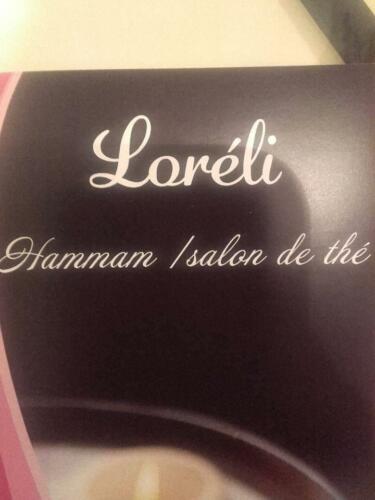 Loréli
Hammam /salon de thé